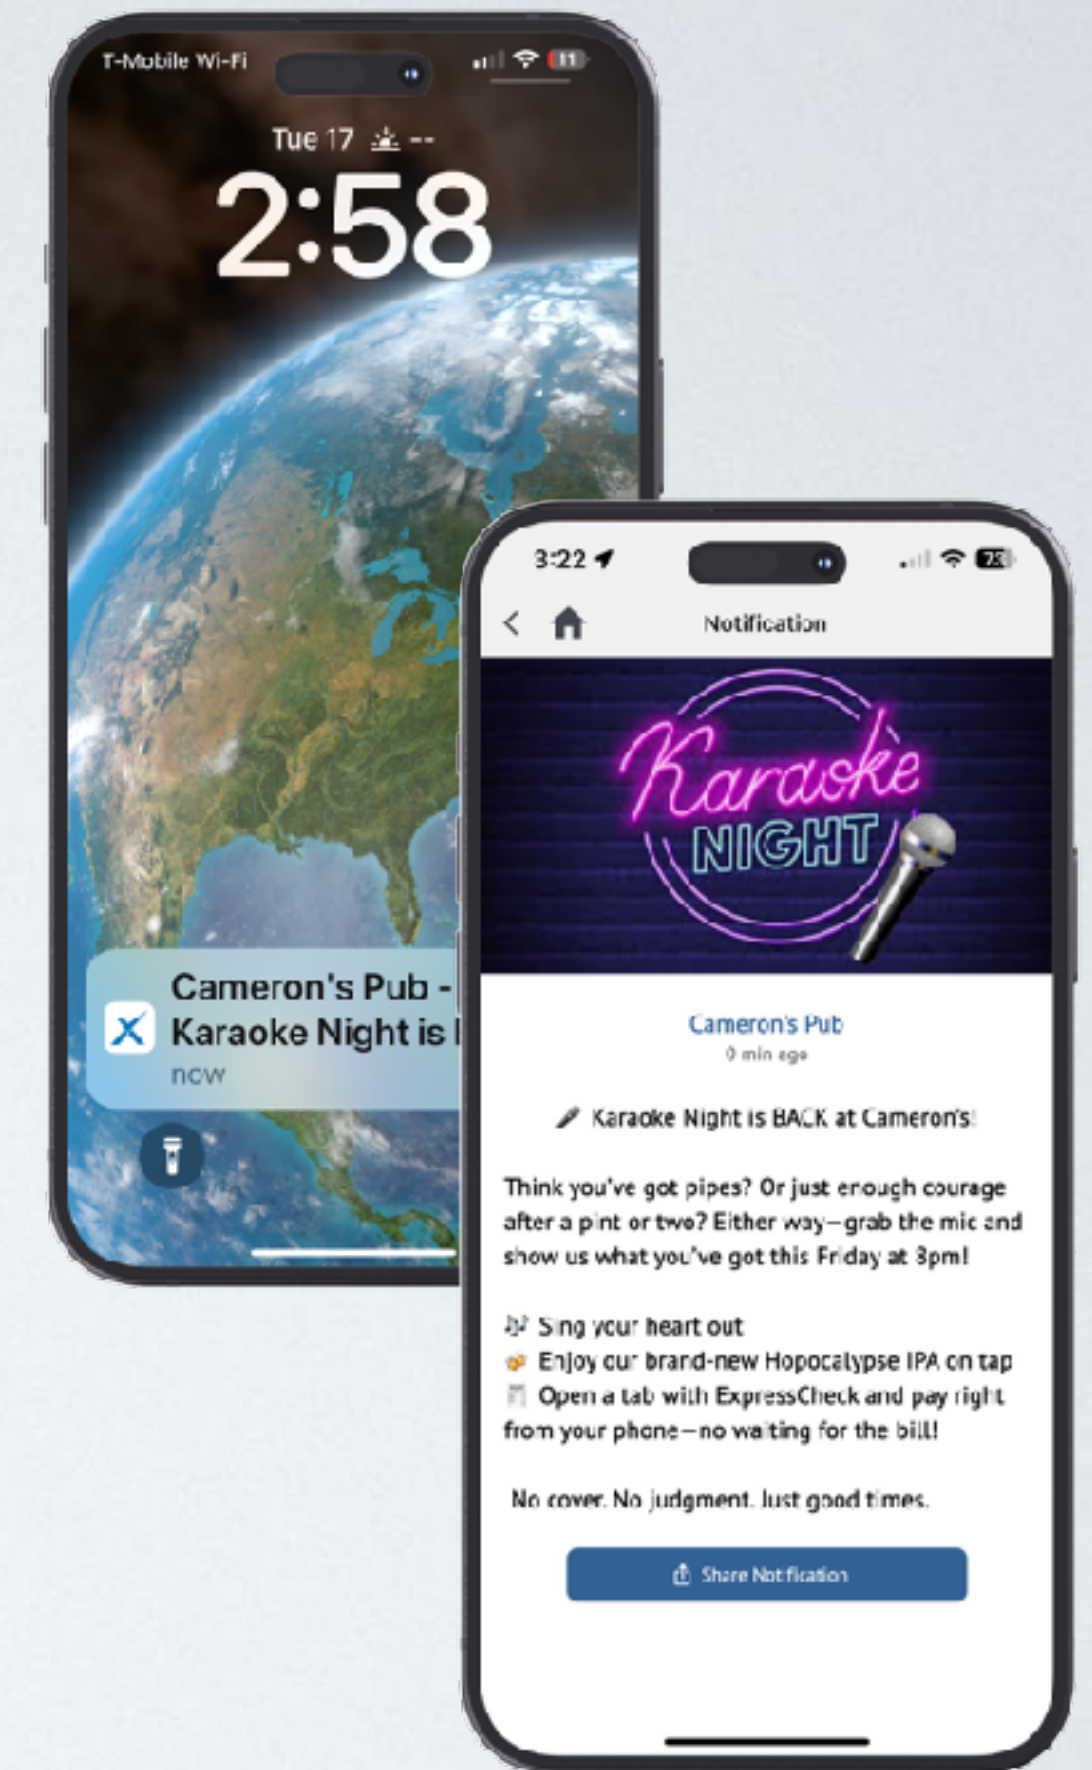 T-Mobile Wi-Fi
11
Tue 17 --
2:58
Cameron's Pub -
Karaoke Night is
now
3:22
23
Notification
Karaoke
NIGHT
Cameron's Pub
0 min ago
🎤 Karaoke Night is BACK at Cameron's!
Think you've got pipes? Or just enough courage
after a pint or two? Either way—grab the mic and
show us what you've got this Friday at 8pm!
🎶 Sing your heart out
🍻 Enjoy our brand-new Hopocalypse IPA on tap
🧾 Open a tab with ExpressCheck and pay right
from your phone—no waiting for the bill!
No cover. No judgment. Just good times.
Share Notification